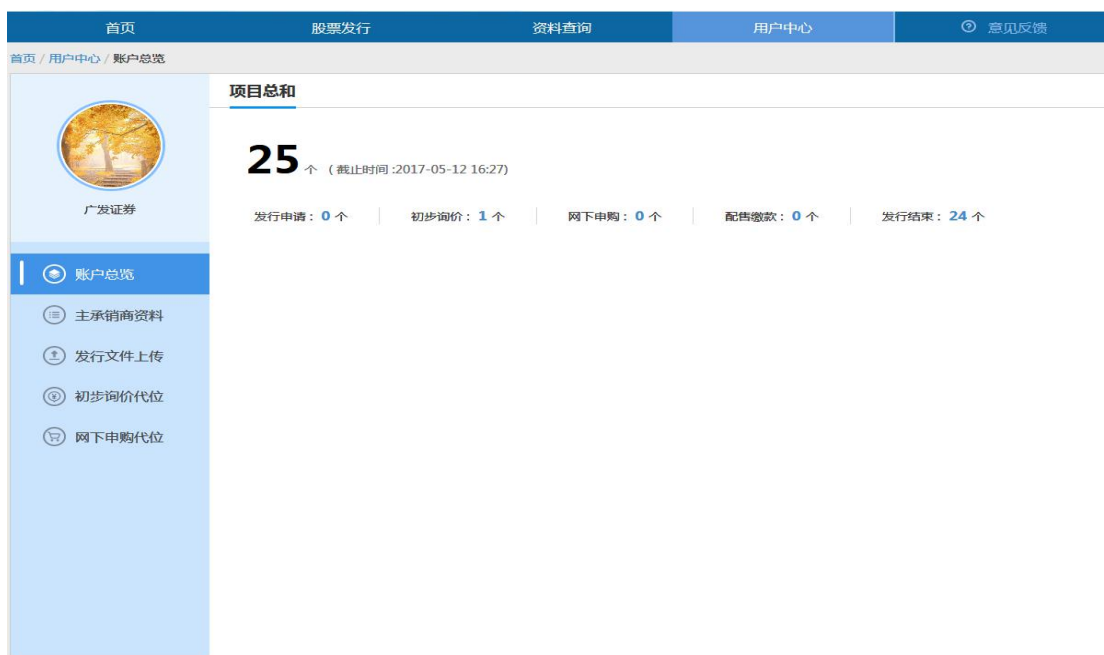 首页 股票发行 资料查询 用户中心 意见反馈
首页 / 用户中心 / 账户总览
项目总和
25 个 ( 截止时间 :2017-05-12 16:27)
广发证券
发行申请： 0 个 初步询价： 1 个 网下申购： 0 个 配售缴款： 0 个 发行结束： 24 个
账户总览
主承销商资料
发行文件上传
初步询价代位
网下申购代位